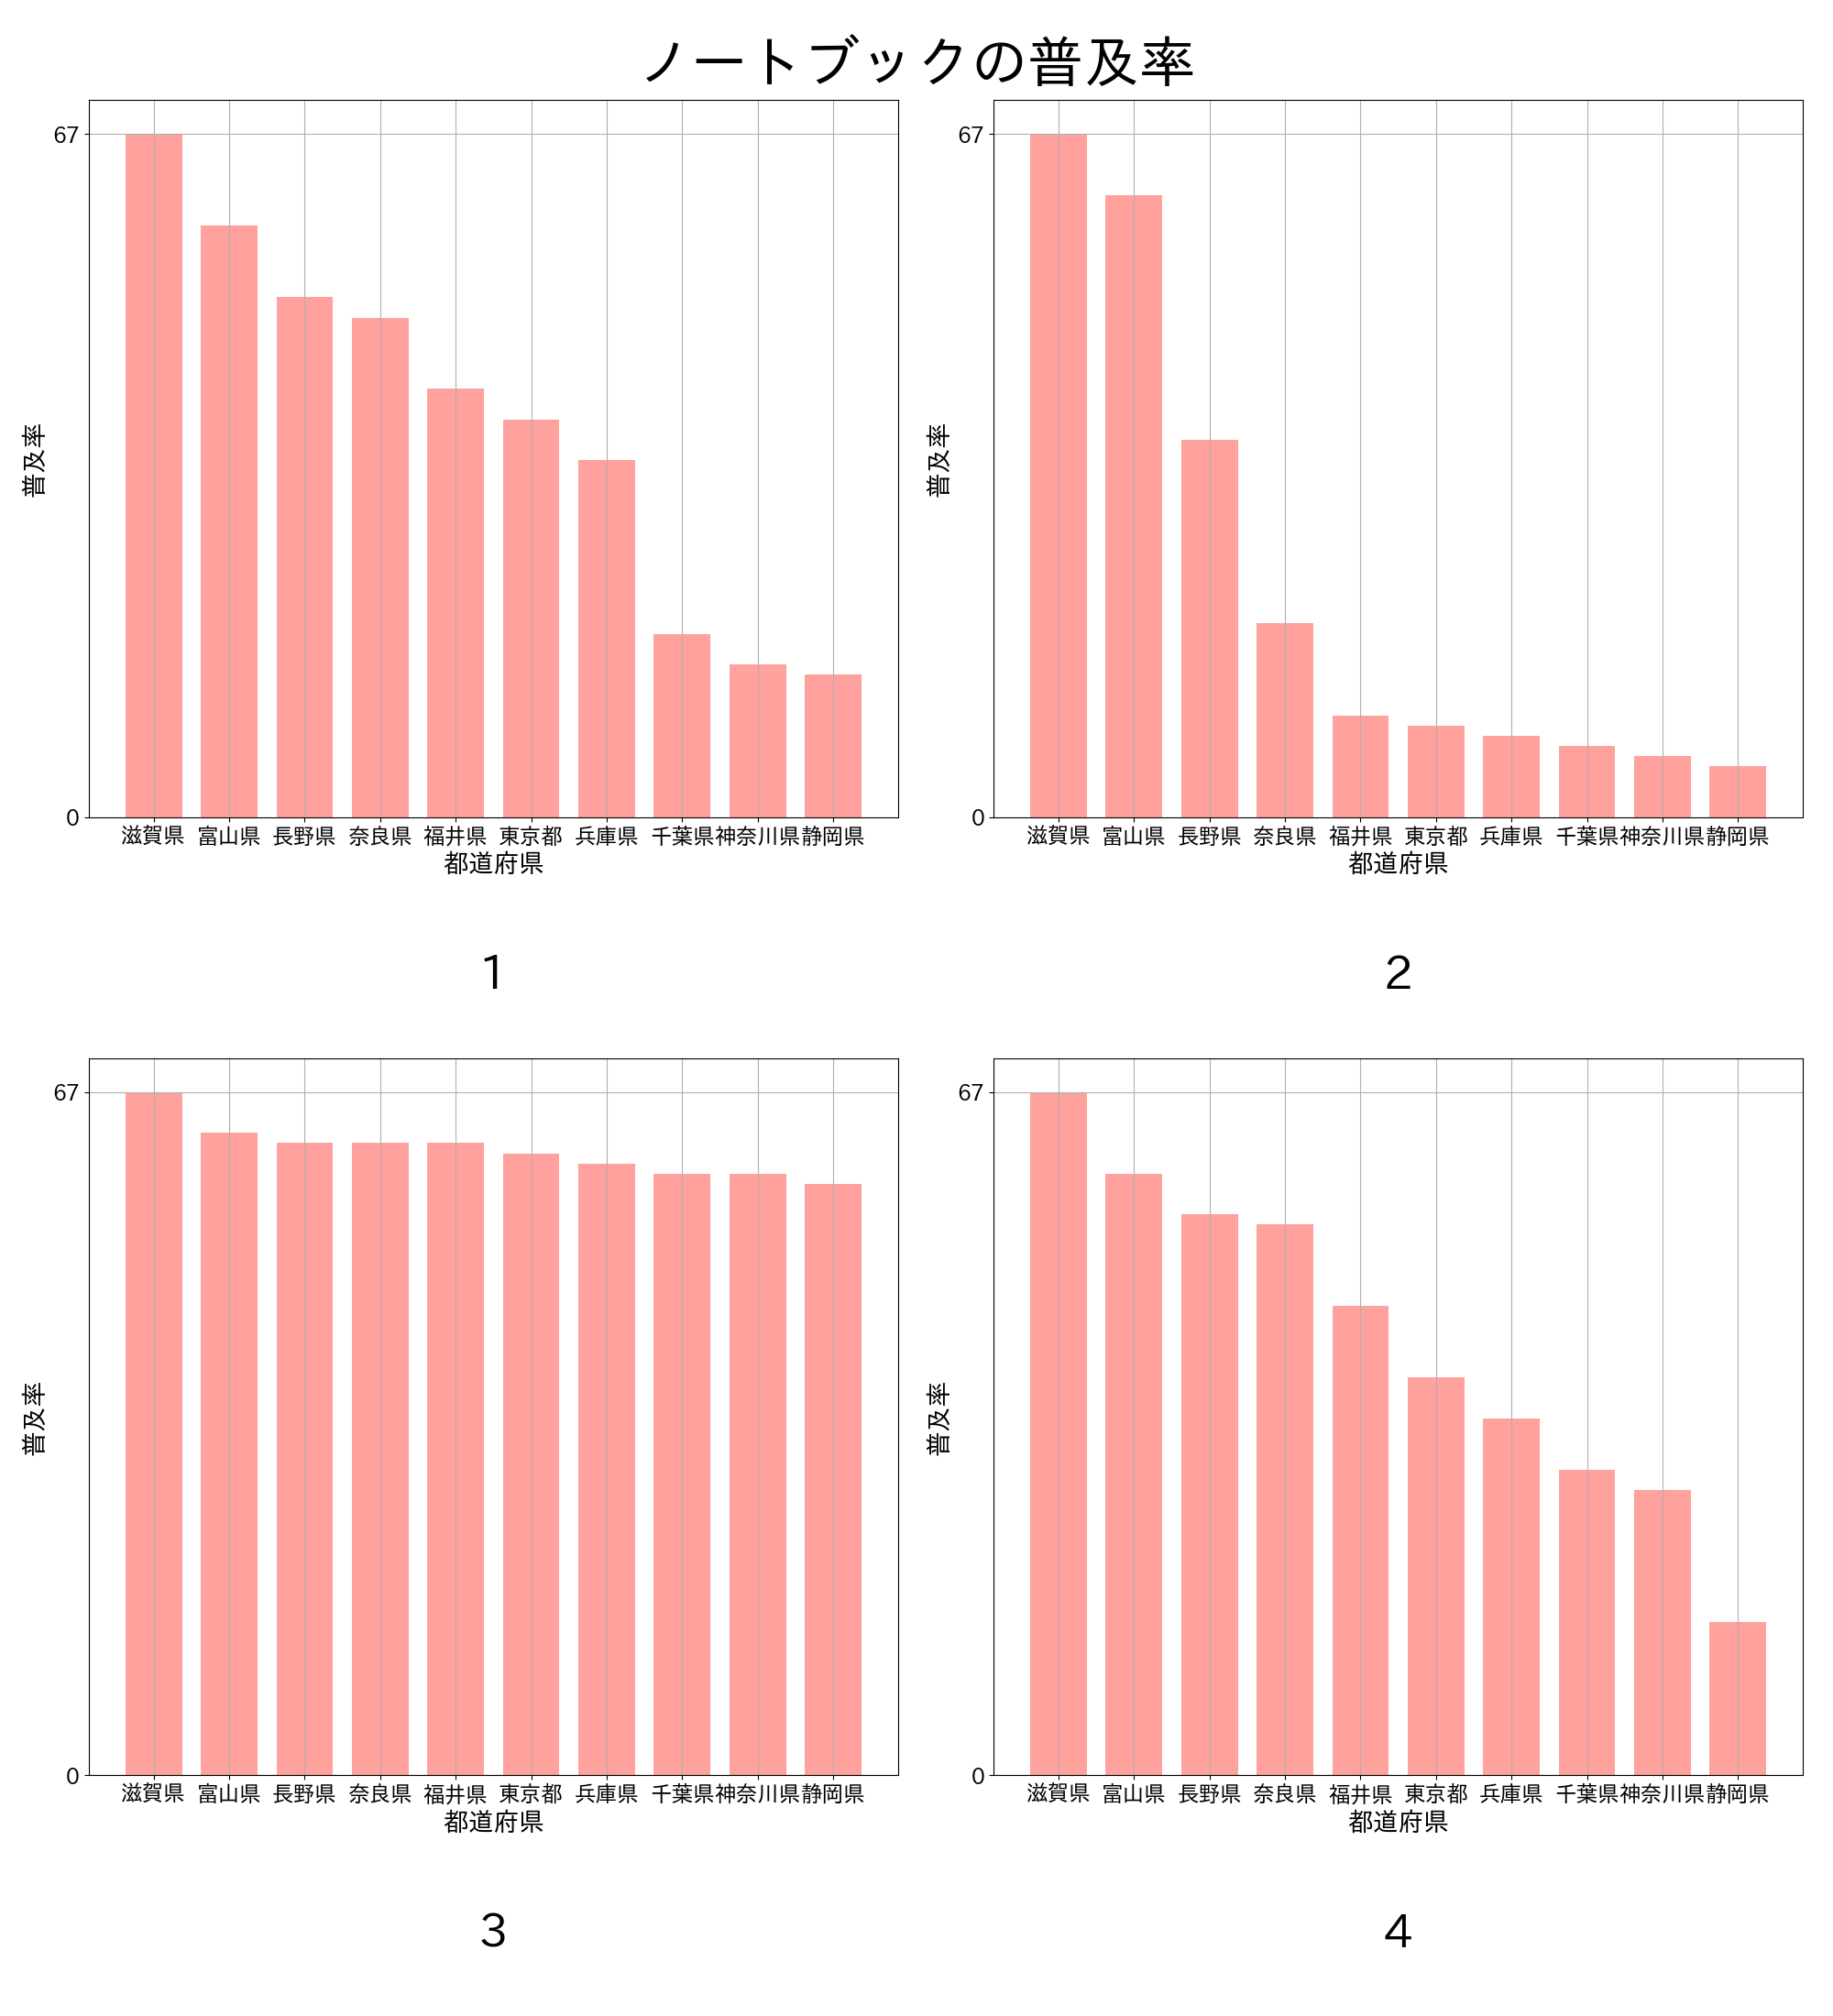 ノートブックの普及率
67
0
普及率
滋賀県 富山県 長野県 奈良県 福井県 東京都 兵庫県 千葉県 神奈川県 静岡県
都道府県
1
67
0
普及率
滋賀県 富山県 長野県 奈良県 福井県 東京都 兵庫県 千葉県 神奈川県 静岡県
都道府県
2
67
0
普及率
滋賀県 富山県 長野県 奈良県 福井県 東京都 兵庫県 千葉県 神奈川県 静岡県
都道府県
3
67
0
普及率
滋賀県 富山県 長野県 奈良県 福井県 東京都 兵庫県 千葉県 神奈川県 静岡県
都道府県
4